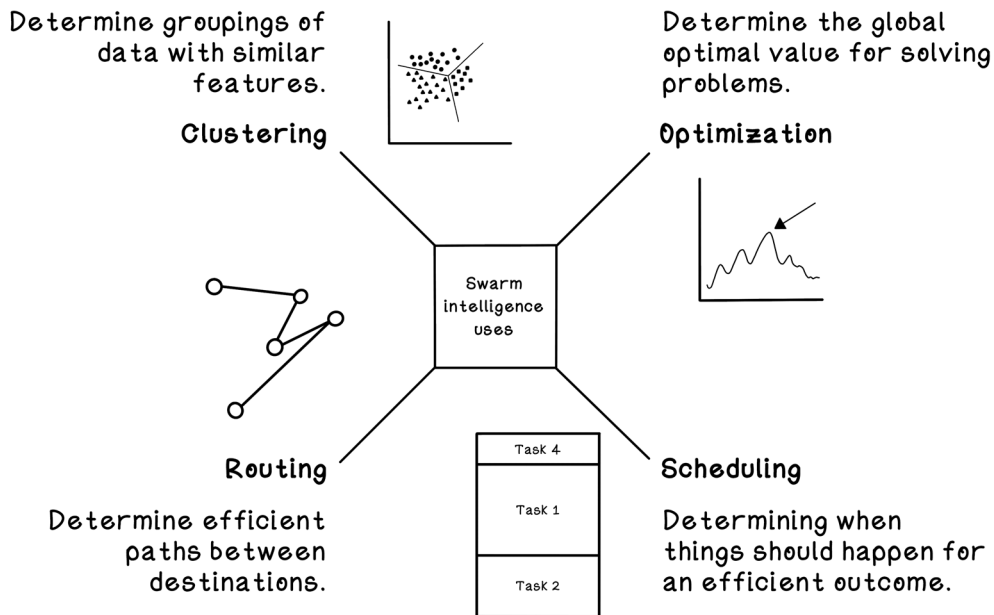 Determine groupings of
data with similar
features.
Clustering
Determine the global
optimal value for solving
problems.
Optimization
Swarm
intelligence
uses
Routing
Determine efficient
paths between
destinations.
Task 4
Task 1
Task 2
Scheduling
Determining when
things should happen for
an efficient outcome.